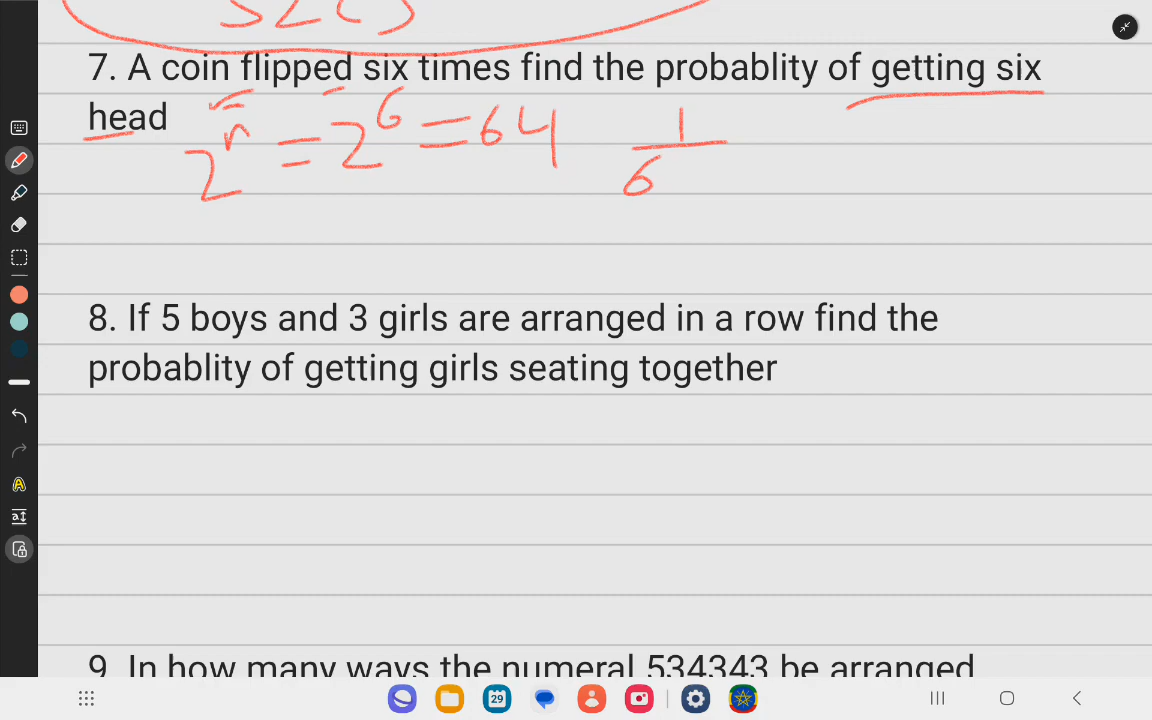 7. A coin flipped six times find the probablity of getting six
head
2^n = 2^6 = 64 1/6
8. If 5 boys and 3 girls are arranged in a row find the
probablity of getting girls seating together
9. In how many ways the numeral 534343 be arranged